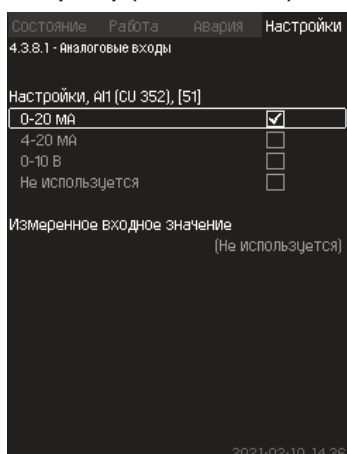 Состояние Работа Авария Настройки
4.3.8.1 - Аналоговые входы
Настройки, AI1 (CU 352), [51]
0-20 мА
4-20 мА
0-10 В
Не используется
Измеренное входное значение
(Не используется)
2021-03-10 14:36